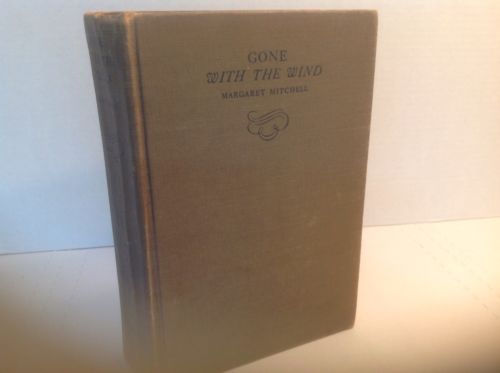 GONE
WITH THE WIND
MARGARET MITCHELL